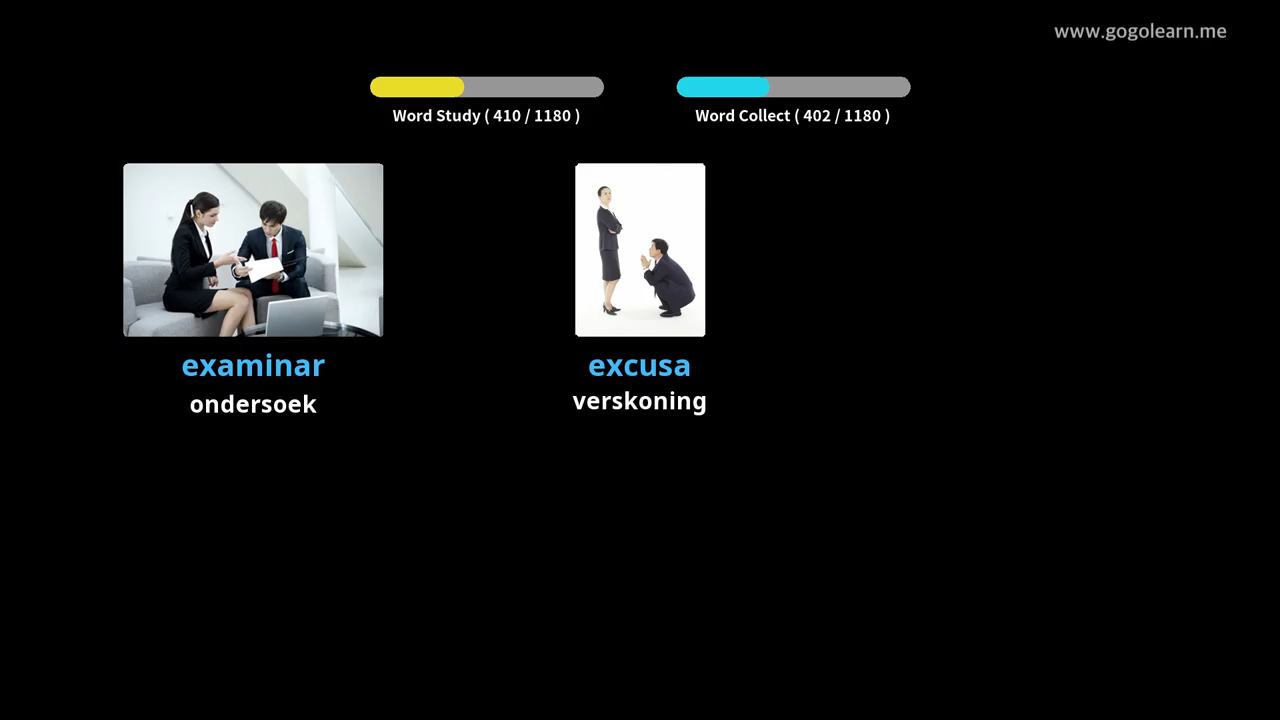 www.gogolearn.me
Word Study ( 410 / 1180 )
Word Collect ( 402 / 1180 )
examinar
ondersoek
excusa
verskoning